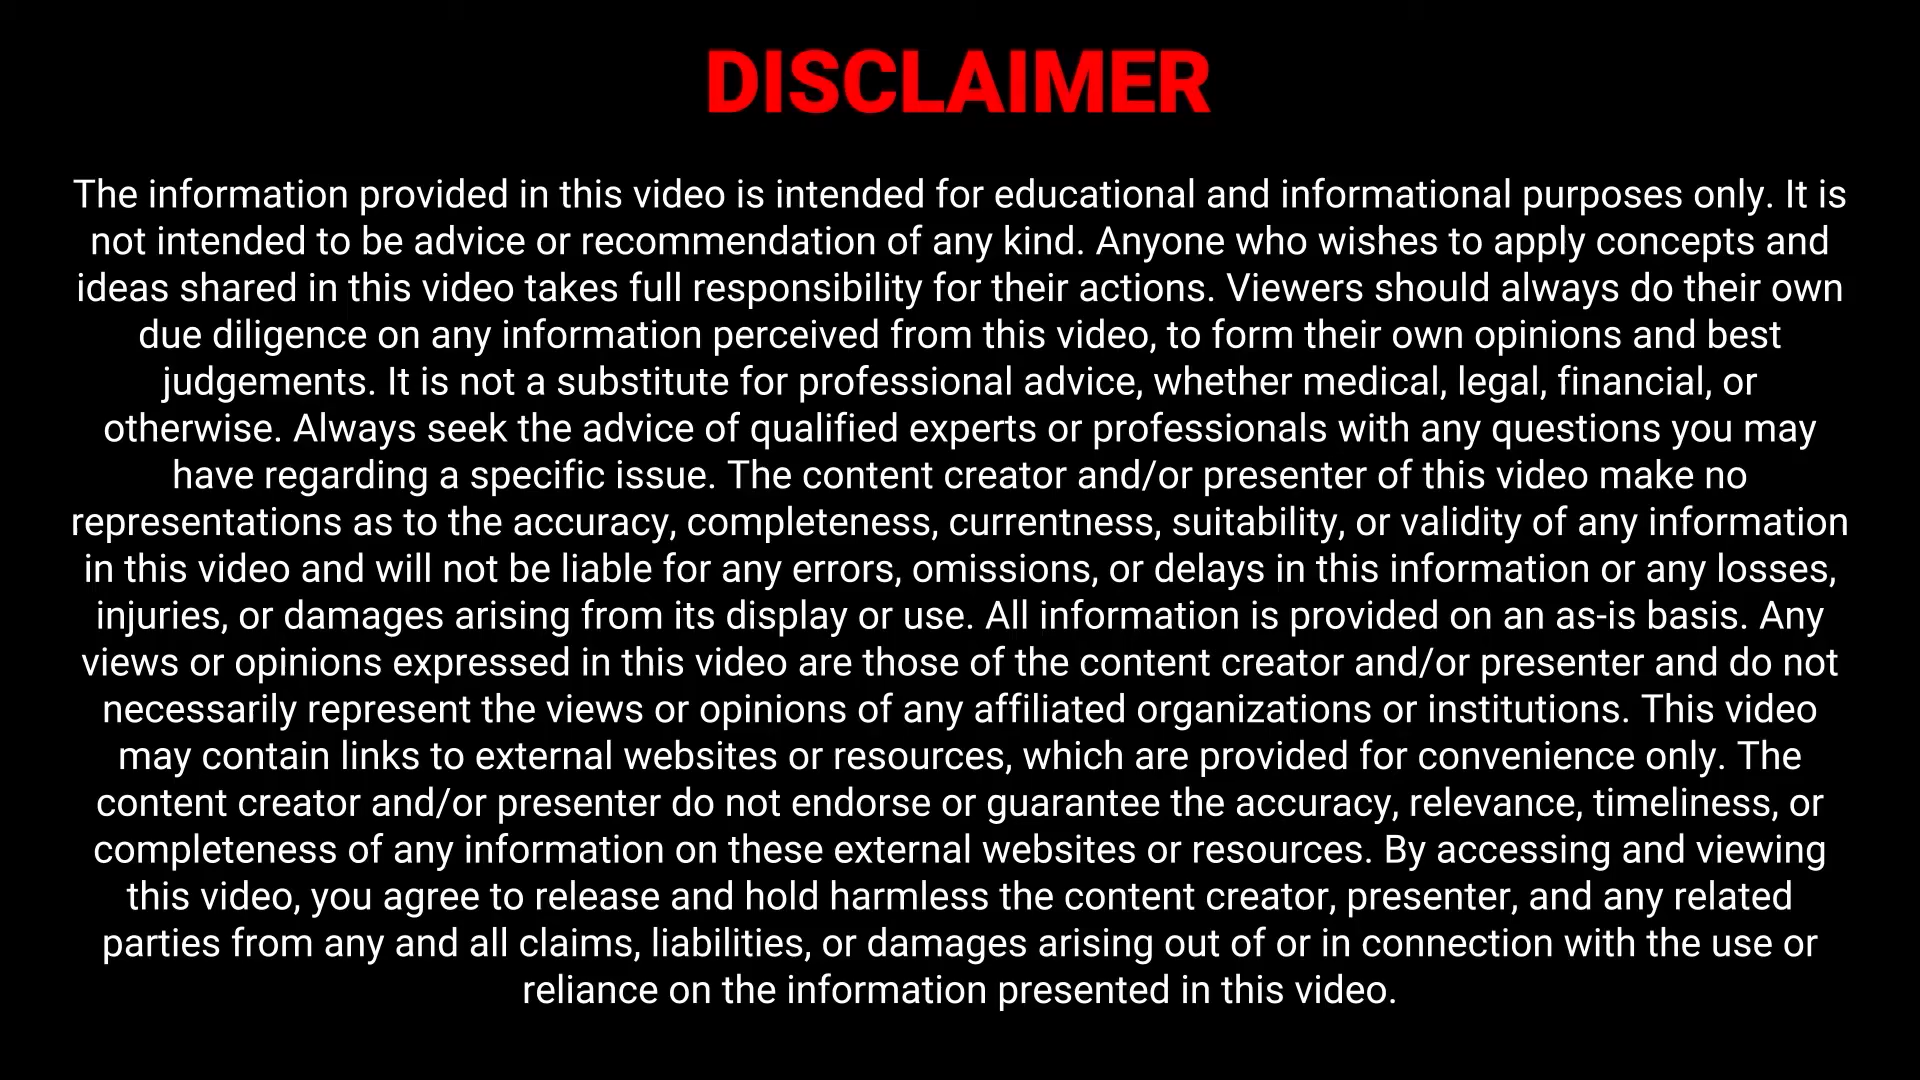 DISCLAIMER
The information provided in this video is intended for educational and informational purposes only. It is
not intended to be advice or recommendation of any kind. Anyone who wishes to apply concepts and
ideas shared in this video takes full responsibility for their actions. Viewers should always do their own
due diligence on any information perceived from this video, to form their own opinions and best
judgements. It is not a substitute for professional advice, whether medical, legal, financial, or
otherwise. Always seek the advice of qualified experts or professionals with any questions you may
have regarding a specific issue. The content creator and/or presenter of this video make no
representations as to the accuracy, completeness, currentness, suitability, or validity of any information
in this video and will not be liable for any errors, omissions, or delays in this information or any losses,
injuries, or damages arising from its display or use. All information is provided on an as-is basis. Any
views or opinions expressed in this video are those of the content creator and/or presenter and do not
necessarily represent the views or opinions of any affiliated organizations or institutions. This video
may contain links to external websites or resources, which are provided for convenience only. The
content creator and/or presenter do not endorse or guarantee the accuracy, relevance, timeliness, or
completeness of any information on these external websites or resources. By accessing and viewing
this video, you agree to release and hold harmless the content creator, presenter, and any related
parties from any and all claims, liabilities, or damages arising out of or in connection with the use or
reliance on the information presented in this video.